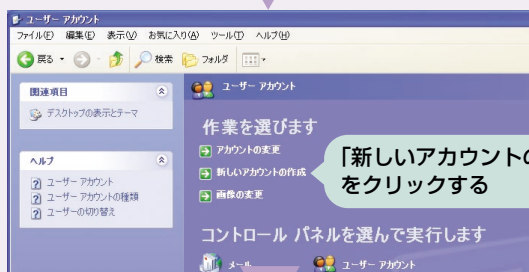 ユーザー アカウント
ファイル(F) 編集(E) 表示(V) お気に入り(A) ツール(T) ヘルプ(H)
戻る 検索 フォルダ
関連項目
デスクトップの表示とテーマ
ヘルプ
ユーザー アカウント
ユーザー アカウントの種類
ユーザーの切り替え
ユーザー アカウント
作業を選びます
アカウントの変更
新しいアカウントの作成
画像の変更
「新しいアカウントの
をクリックする
コントロール パネルを選んで実行します
メール ユーザー アカウント